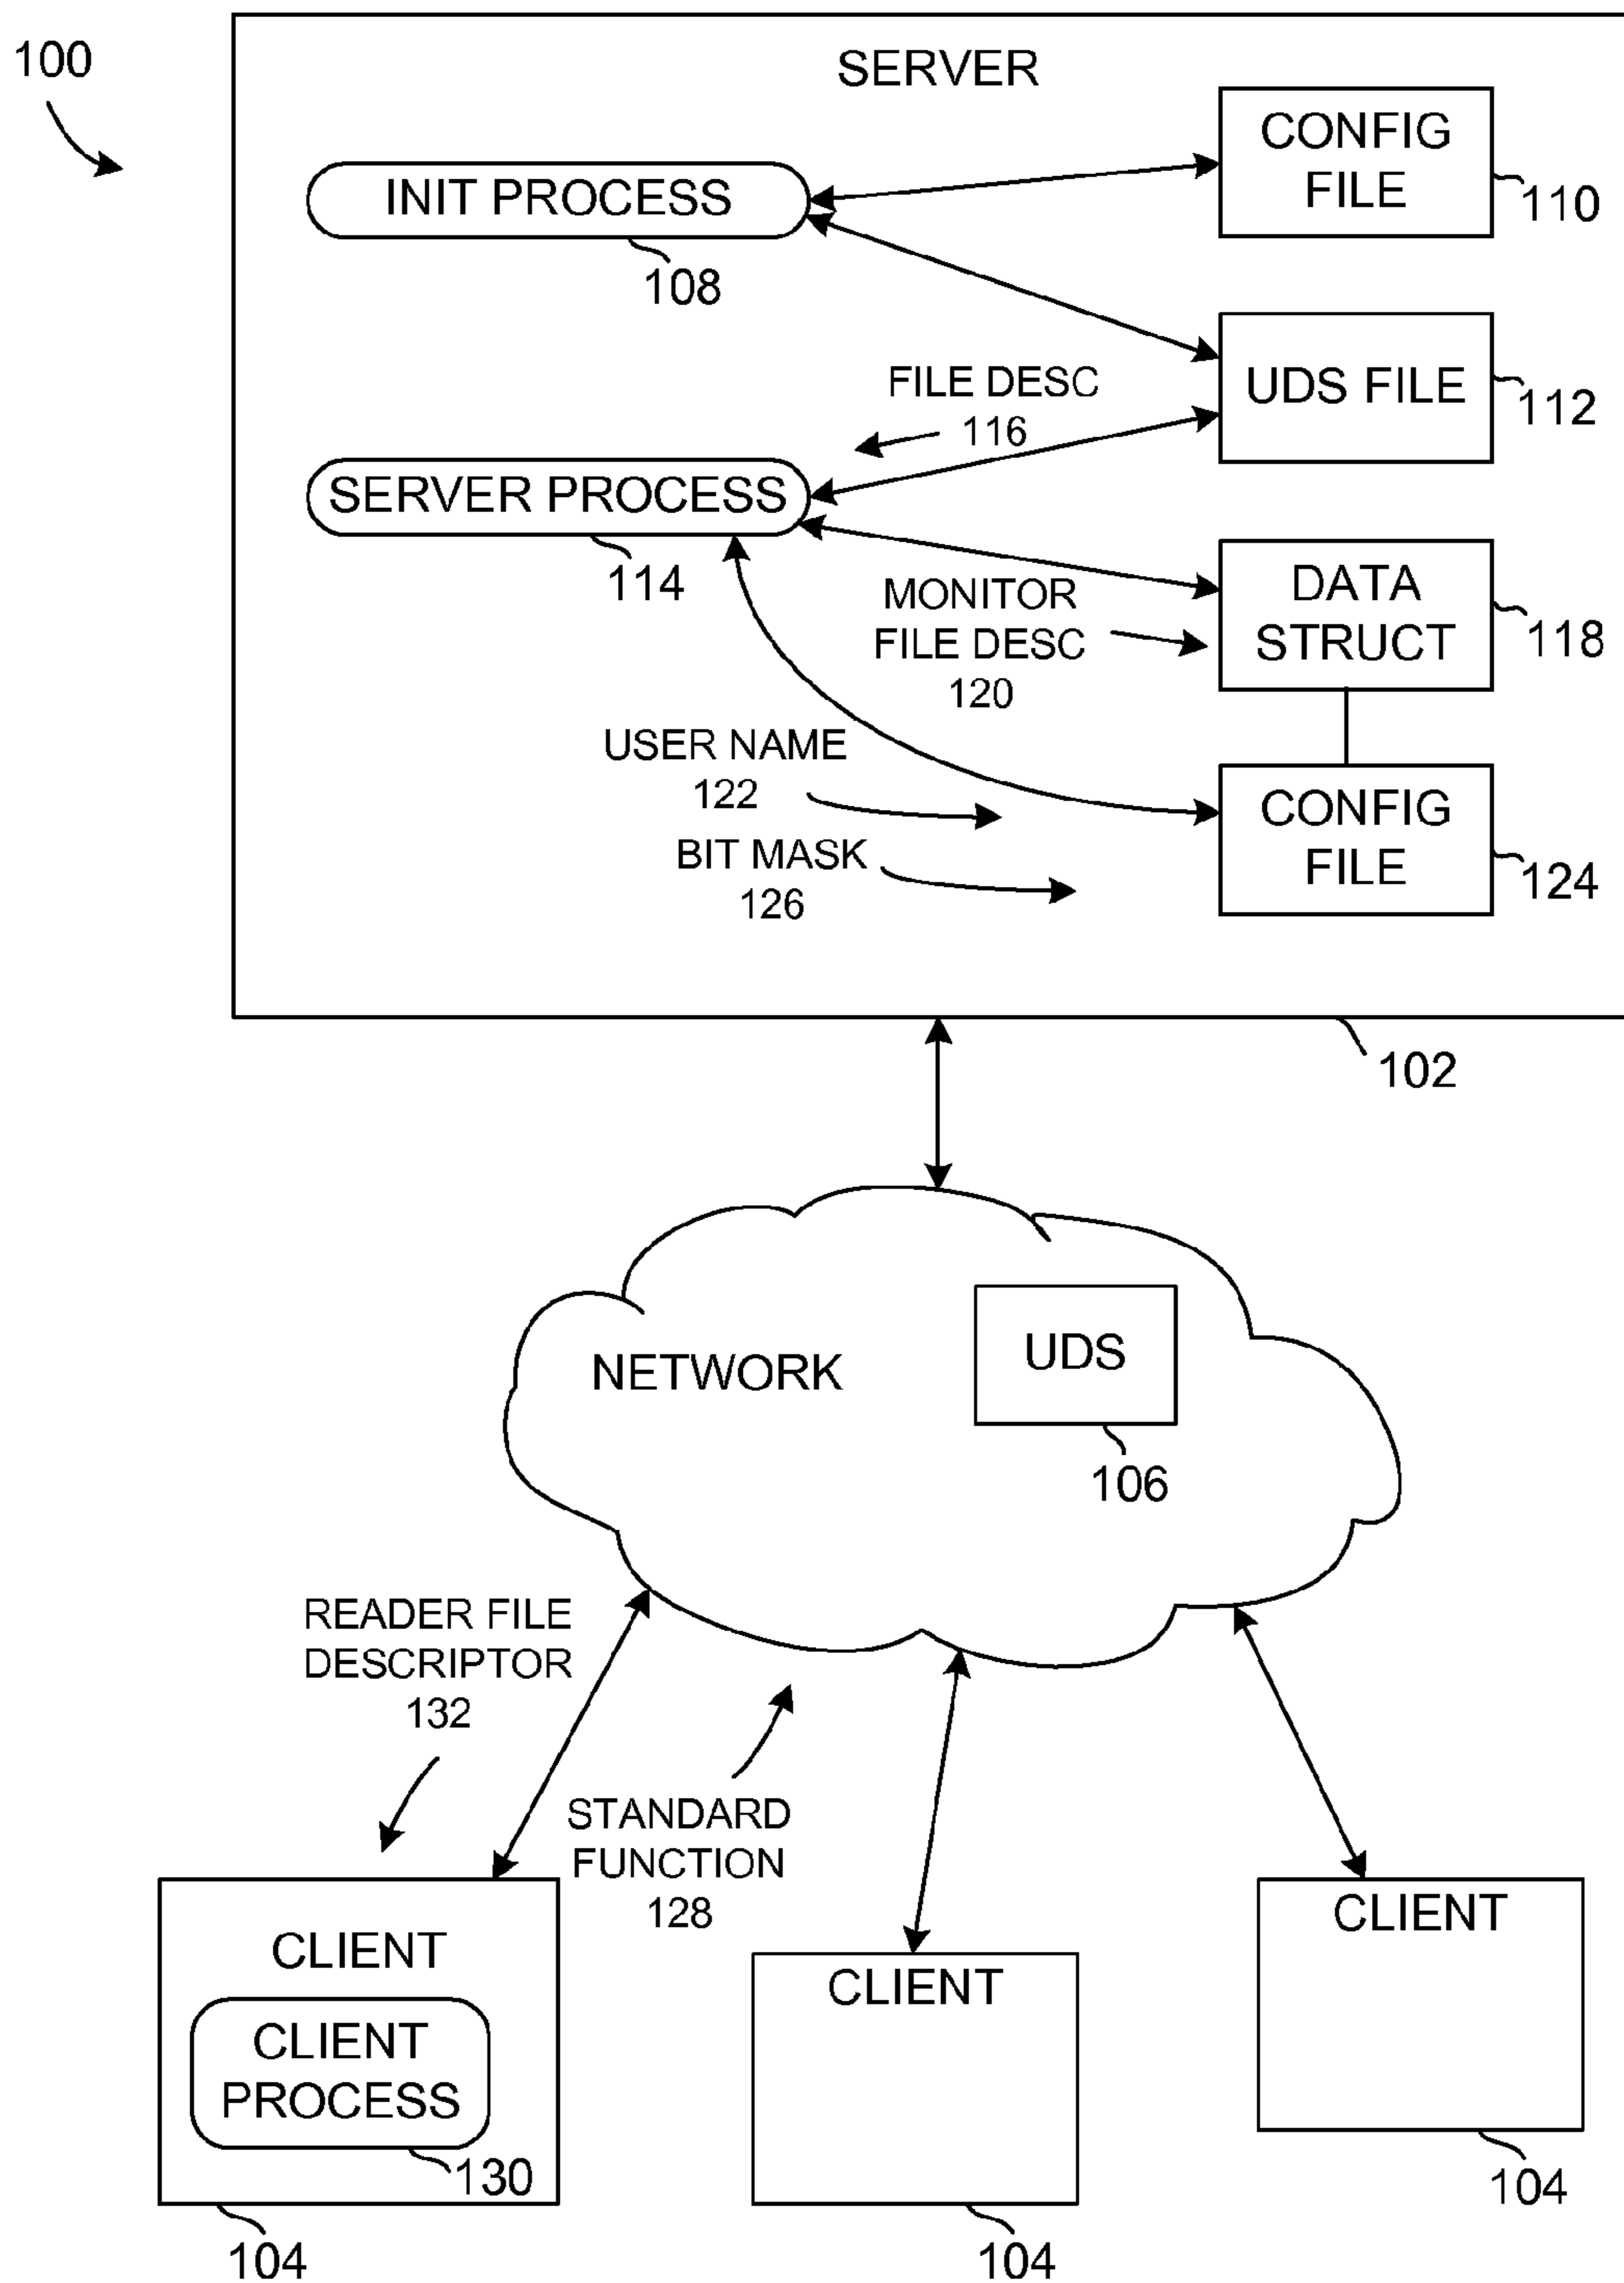 100
SERVER
CONFIG
FILE
110
INIT PROCESS
108
UDS FILE
112
FILE DESC
116
SERVER PROCESS
114
DATA
STRUCT
118
MONITOR
FILE DESC
120
USER NAME
122
CONFIG
FILE
124
BIT MASK
126
102
UDS
NETWORK
106
READER FILE
DESCRIPTOR
132
STANDARD
FUNCTION
128
CLIENT
CLIENT
PROCESS
130
104
CLIENT
104
CLIENT
104